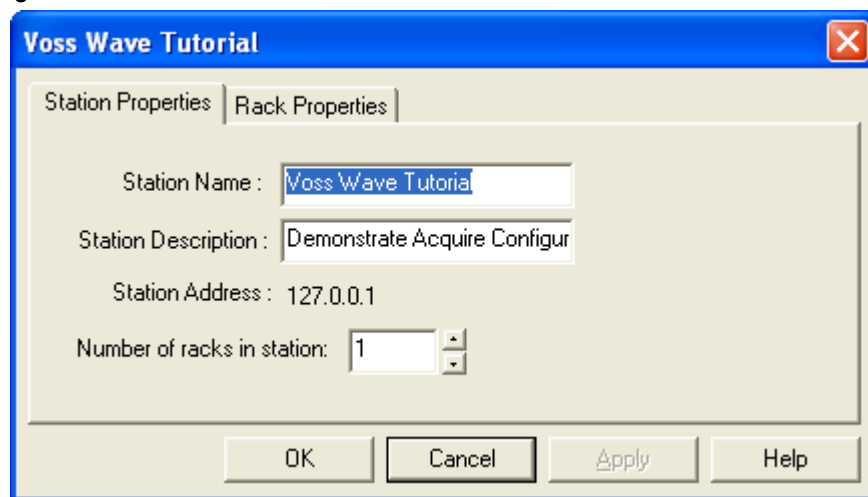 Voss Wave Tutorial
Station Properties
Rack Properties
Station Name : Voss Wave Tutorial
Station Description : Demonstrate Acquire Configur
Station Address : 127.0.0.1
Number of racks in station: 1
OK
Cancel
Apply
Help